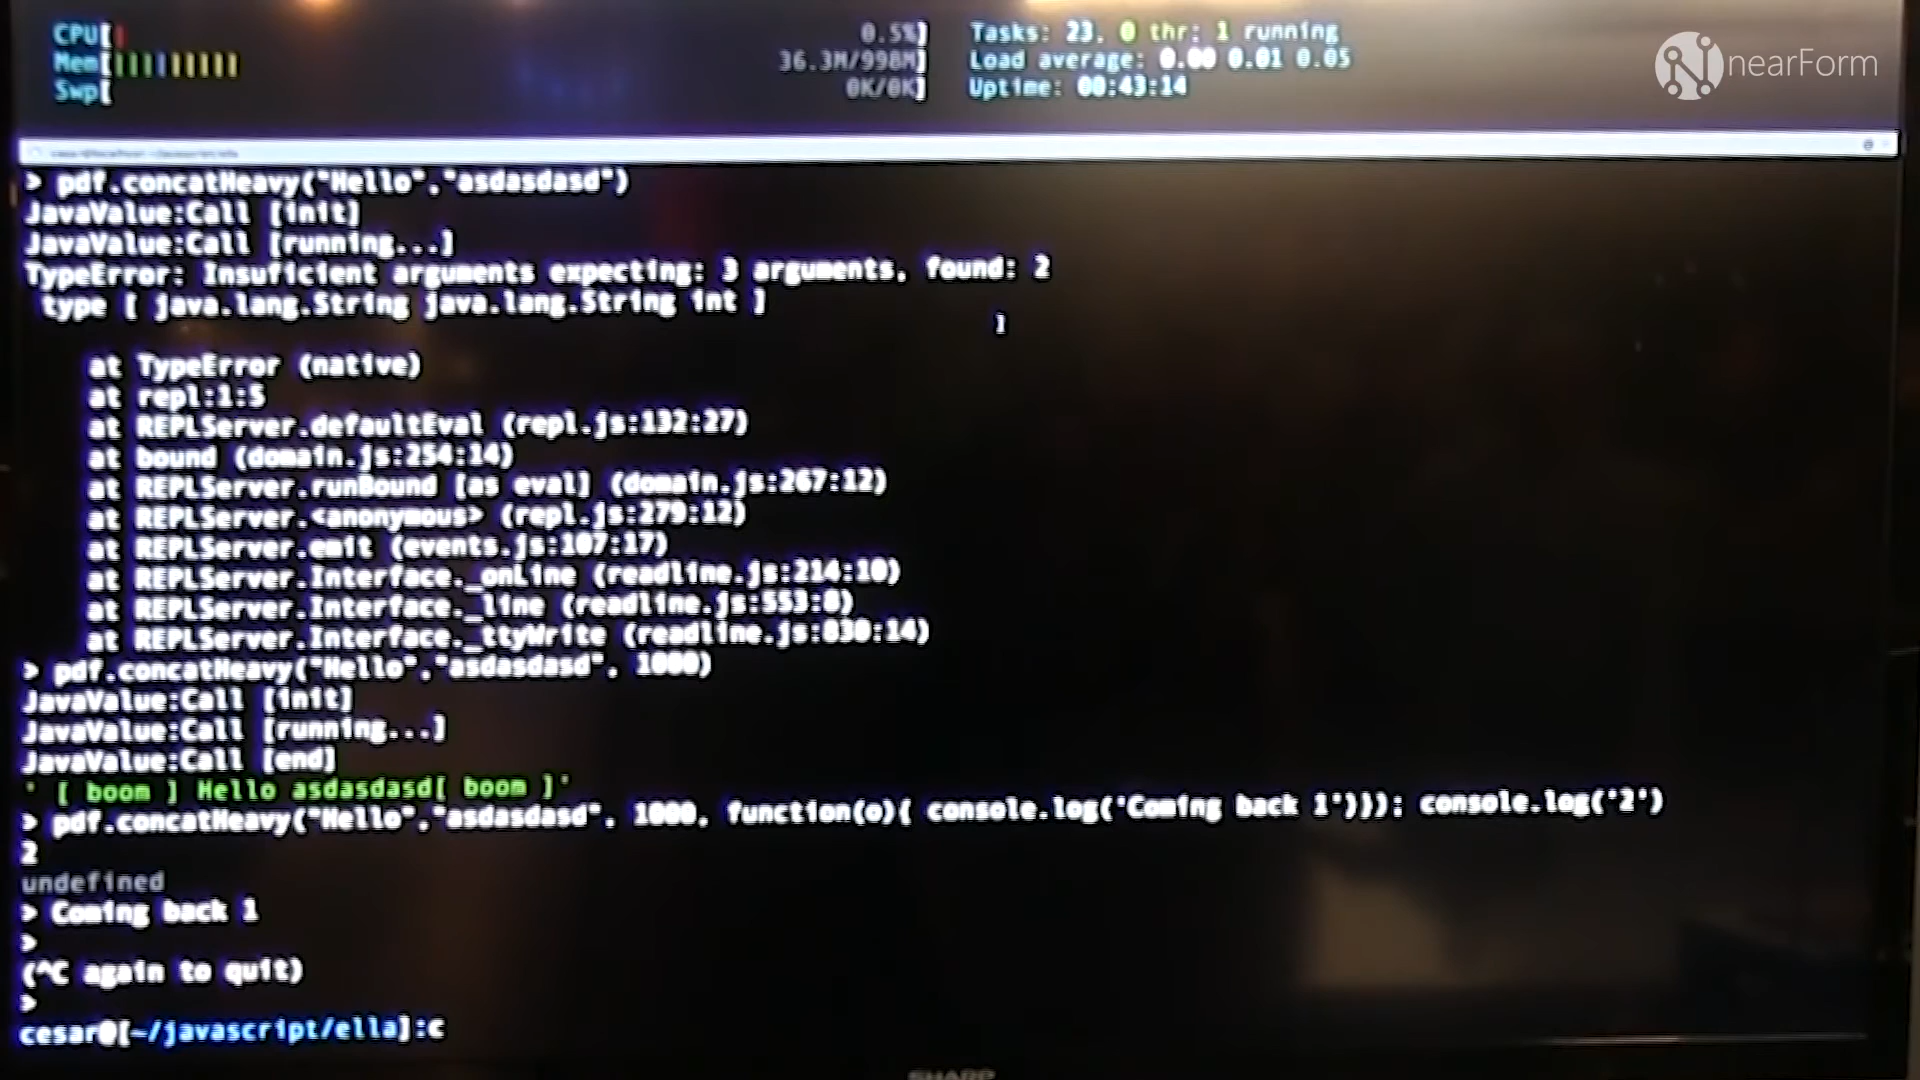 CPU[ 0.5%] Tasks: 23, 0 thr; 1 running
Mem[ 36.3M/998M] Load average: 0.00 0.01 0.05
Swp[ 0K/0K] Uptime: 00:43:14
nearForm
> pdf.concatHeavy("Hello","asdasdasd")
JavaValue:Call [init]
JavaValue:Call [running...]
TypeError: Insuficient arguments expecting: 3 arguments, found: 2
type [ java.lang.String java.lang.String int ]
at TypeError (native)
at repl:1:5
at REPLServer.defaultEval (repl.js:132:27)
at bound (domain.js:254:14)
at REPLServer.runBound [as eval] (domain.js:267:12)
at REPLServer.<anonymous> (repl.js:279:12)
at REPLServer.emit (events.js:107:17)
at REPLServer.Interface._onLine (readline.js:214:10)
at REPLServer.Interface._line (readline.js:553:8)
at REPLServer.Interface._ttyWrite (readline.js:830:14)
> pdf.concatHeavy("Hello","asdasdasd", 1000)
JavaValue:Call [init]
JavaValue:Call [running...]
JavaValue:Call [end]
' [ boom ] Hello asdasdasd[ boom ]'
> pdf.concatHeavy("Hello","asdasdasd", 1000, function(o){ console.log('Coming back 1')}); console.log('2')
2
undefined
> Coming back 1
>
(^C again to quit)
>
cesar@[~/javascript/ella]:c
SHARP